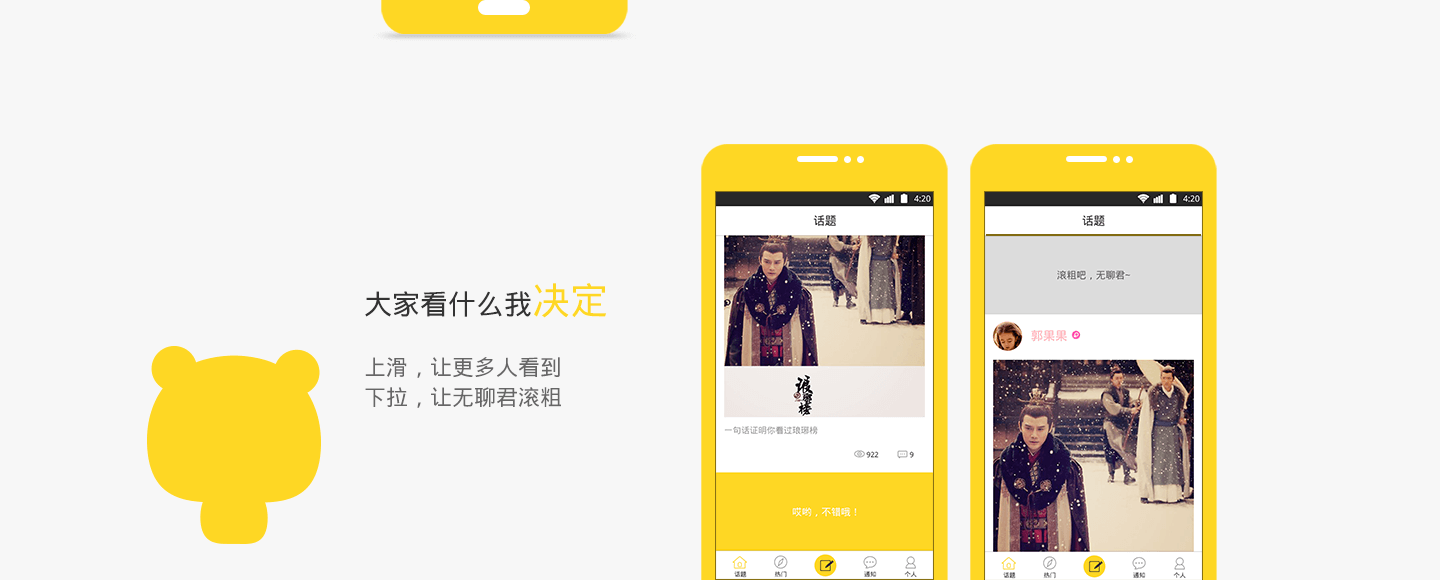 大家看什么我决定
上滑，让更多人看到
下拉，让无聊君滚粗
4:20
话题
琅琊榜
一句话证明你看过琅琊榜
922
9
哎哟，不错哦！
话题
热门
通知
个人
4:20
话题
滚粗吧，无聊君~
郭果果
话题
热门
通知
个人